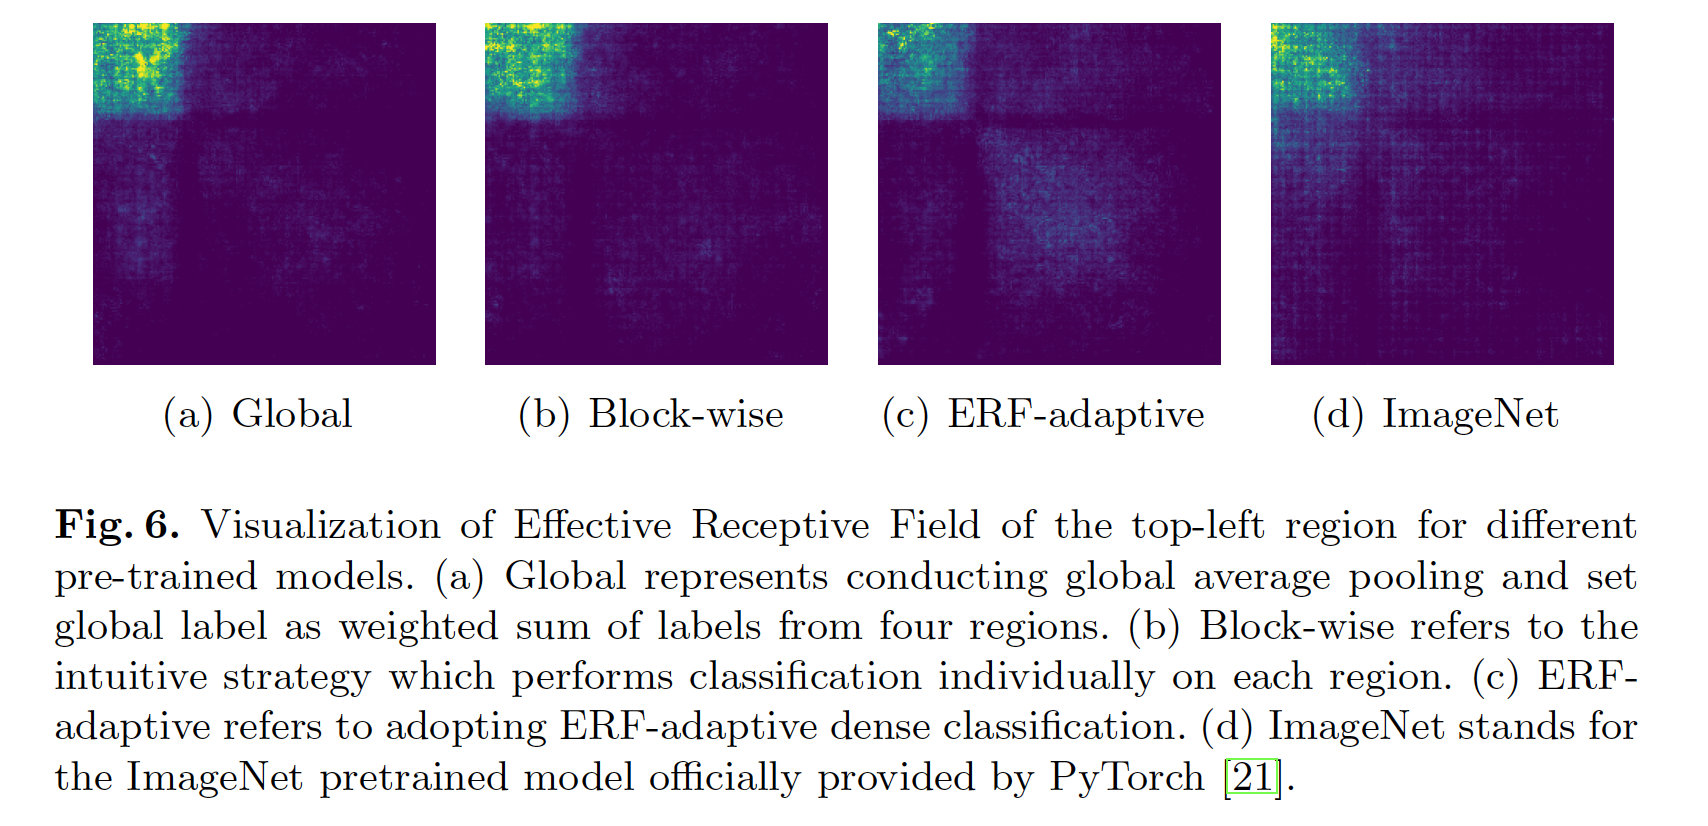 (a) Global (b) Block-wise (c) ERF-adaptive (d) ImageNet
Fig. 6. Visualization of Effective Receptive Field of the top-left region for different
pre-trained models. (a) Global represents conducting global average pooling and set
global label as weighted sum of labels from four regions. (b) Block-wise refers to the
intuitive strategy which performs classification individually on each region. (c) ERF-
adaptive refers to adopting ERF-adaptive dense classification. (d) ImageNet stands for
the ImageNet pretrained model officially provided by PyTorch [21].